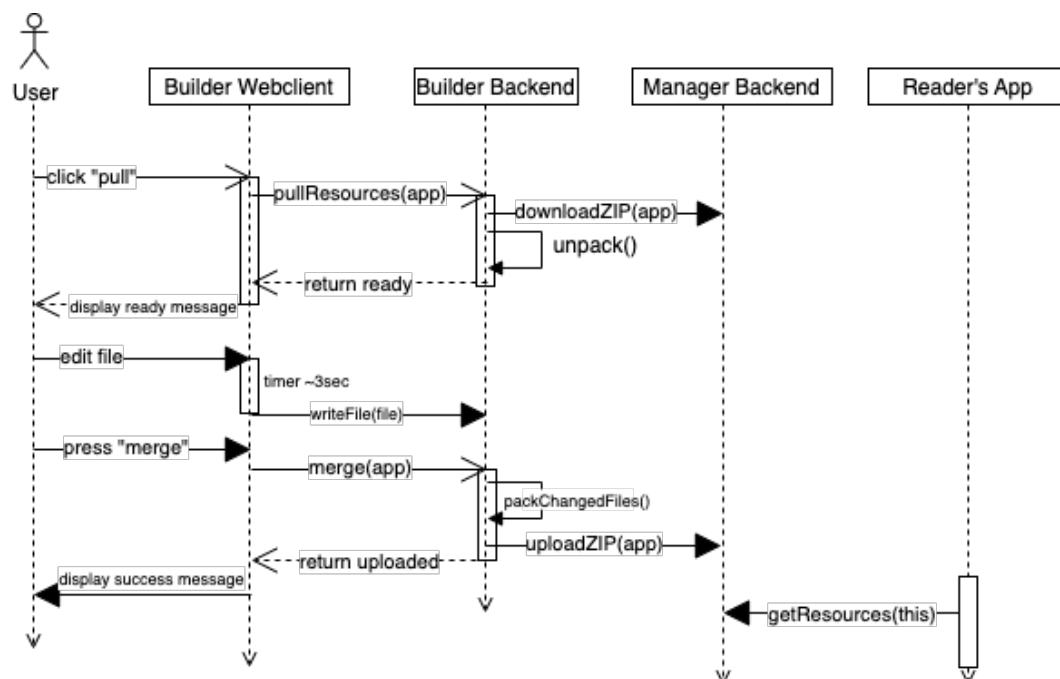 User
Builder Webclient
Builder Backend
Manager Backend
Reader's App
click "pull"
pullResources(app)
downloadZIP(app)
unpack()
return ready
display ready message
edit file
timer ~3sec
writeFile(file)
press "merge"
merge(app)
packChangedFiles()
uploadZIP(app)
return uploaded
display success message
getResources(this)